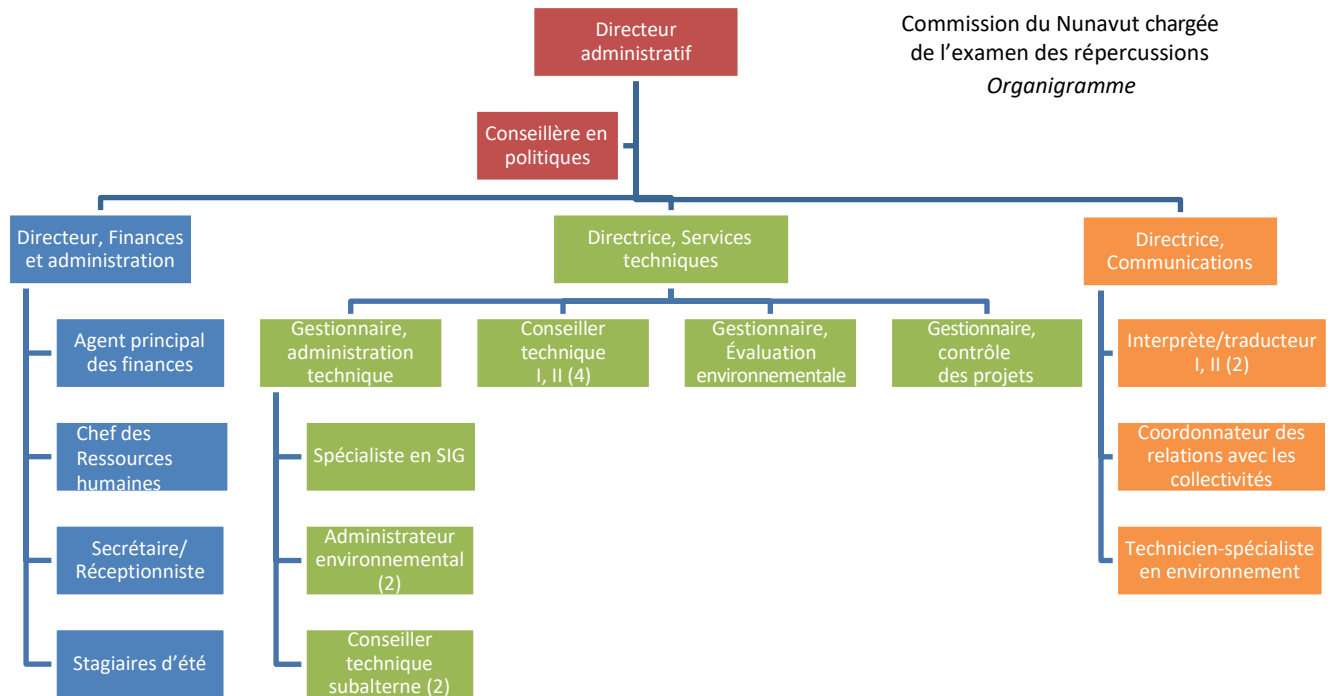 Commission du Nunavut chargée
de l’examen des répercussions
Organigramme
Directeur
administratif
Conseillère en
politiques
Directeur, Finances
et administration
Directrice, Services
techniques
Directrice,
Communications
Agent principal
des finances
Chef des
Ressources
humaines
Secrétaire/
Réceptionniste
Stagiaires d’été
Gestionnaire,
administration
technique
Conseiller
technique
I, II (4)
Gestionnaire,
Évaluation
environnementale
Gestionnaire,
contrôle
des projets
Spécialiste en SIG
Administrateur
environnemental
(2)
Conseiller
technique
subalterne (2)
Interprète/traducteur
I, II (2)
Coordonnateur des
relations avec les
collectivités
Technicien-spécialiste
en environnement